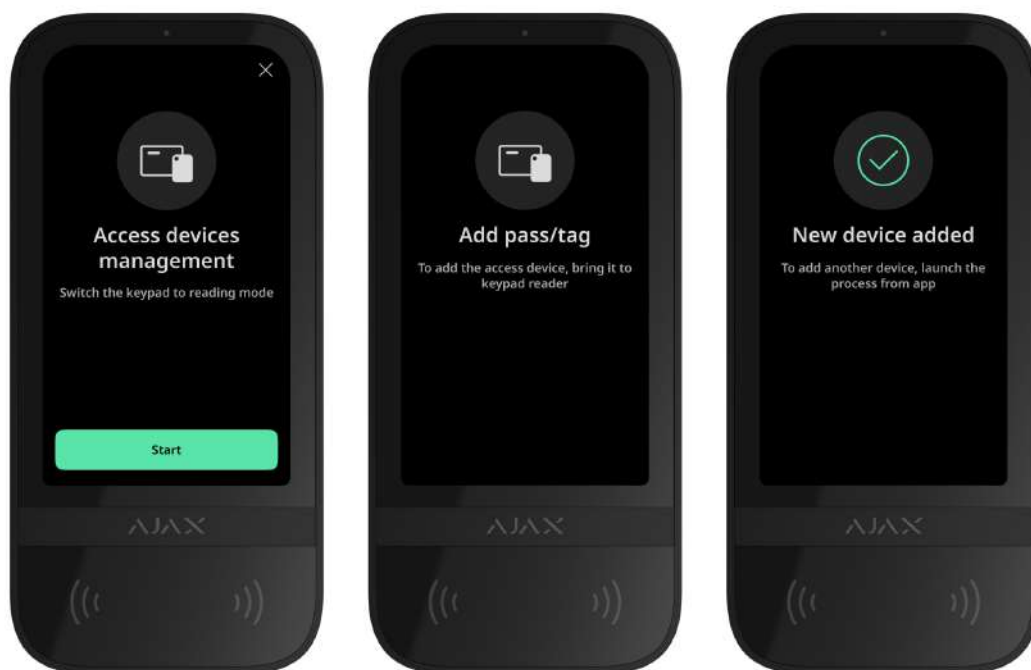 Access devices
management
Switch the keypad to reading mode
Start
AJAX
Add pass/tag
To add the access device, bring it to
keypad reader
AJAX
New device added
To add another device, launch the
process from app
AJAX